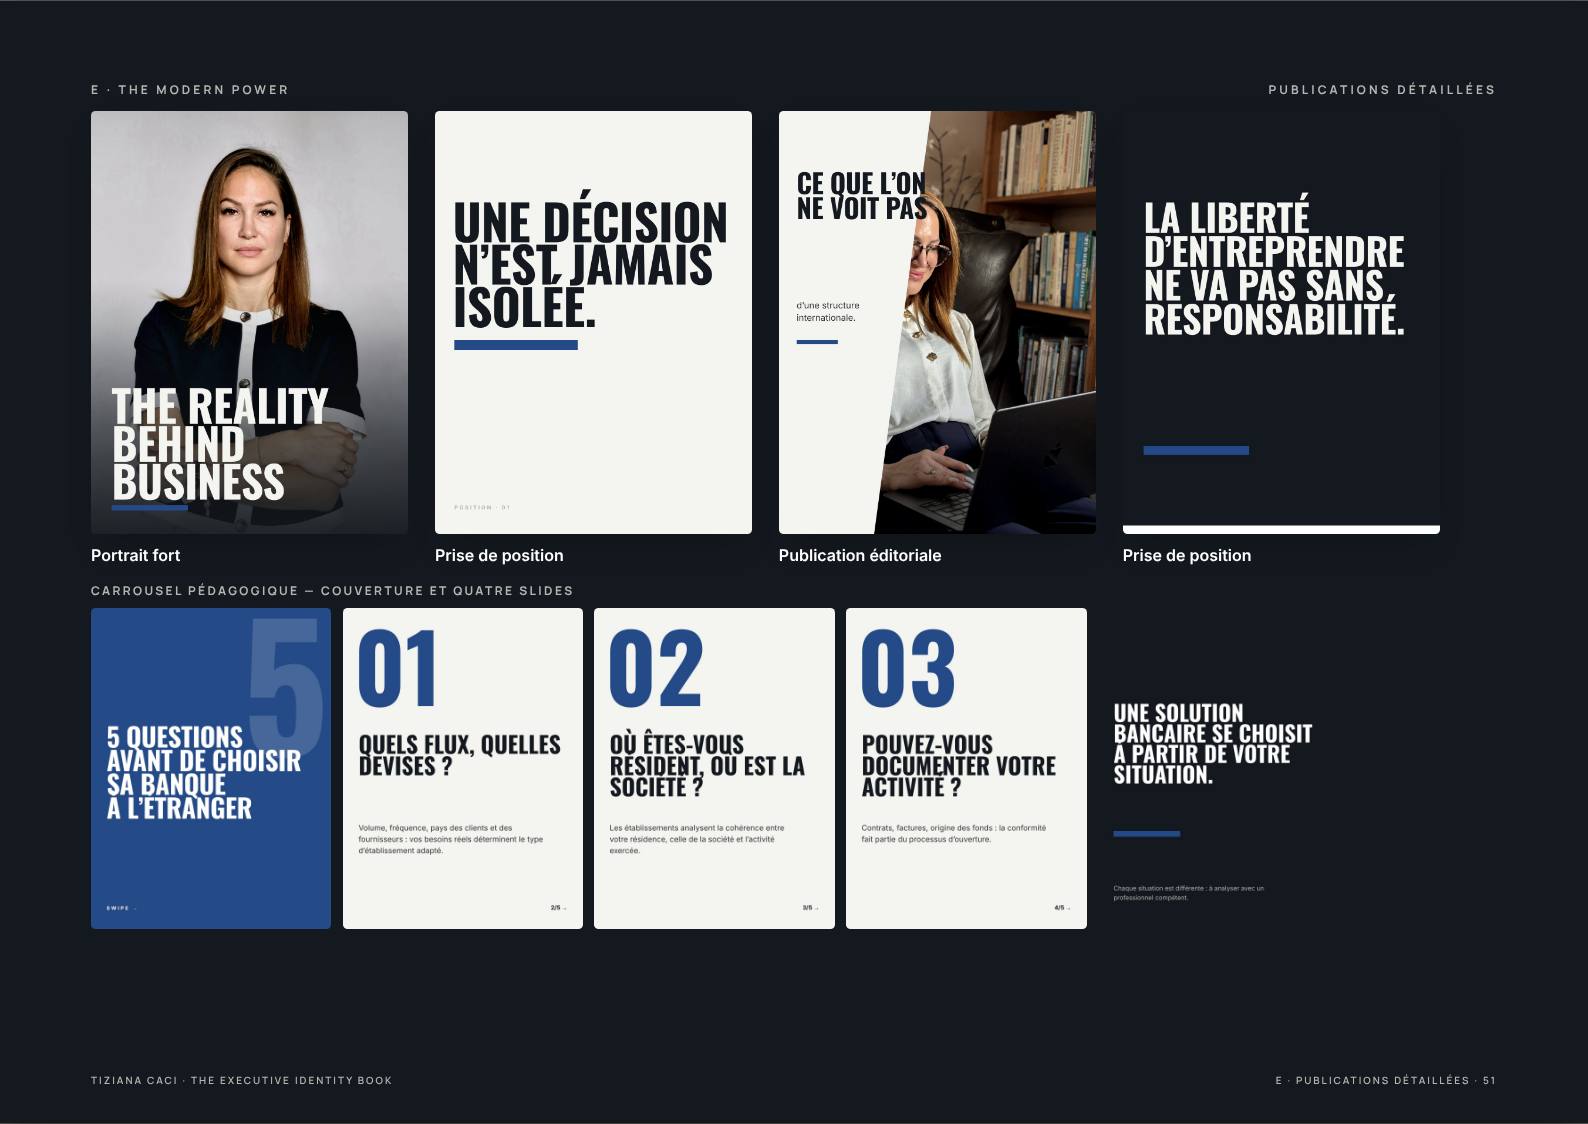 E · THE MODERN POWER
PUBLICATIONS DÉTAILLÉES
THE REALITY
BEHIND
BUSINESS
Portrait fort
UNE DÉCISION
N’EST JAMAIS
ISOLÉE.
POSITION · 01
Prise de position
CE QUE L’ON
NE VOIT PAS
d’une structure
internationale.
Publication éditoriale
LA LIBERTÉ
D’ENTREPRENDRE
NE VA PAS SANS
RESPONSABILITÉ.
Prise de position
CARROUSEL PÉDAGOGIQUE — COUVERTURE ET QUATRE SLIDES
5
5 QUESTIONS
AVANT DE CHOISIR
SA BANQUE
À L’ÉTRANGER
SWIPE →
01
QUELS FLUX, QUELLES
DEVISES ?
Volume, fréquence, pays des clients et des
fournisseurs : vos besoins réels déterminent le type
d’établissement adapté.
2/5 →
02
OÙ ÊTES-VOUS
RÉSIDENT, OÙ EST LA
SOCIÉTÉ ?
Les établissements analysent la cohérence entre
votre résidence, celle de la société et l’activité
exercée.
3/5 →
03
POUVEZ-VOUS
DOCUMENTER VOTRE
ACTIVITÉ ?
Contrats, factures, origine des fonds : la conformité
fait partie du processus d’ouverture.
4/5 →
UNE SOLUTION
BANCAIRE SE CHOISIT
À PARTIR DE VOTRE
SITUATION.
Chaque situation est différente : à analyser avec un
professionnel compétent.
TIZIANA CACI · THE EXECUTIVE IDENTITY BOOK
E · PUBLICATIONS DÉTAILLÉES · 51